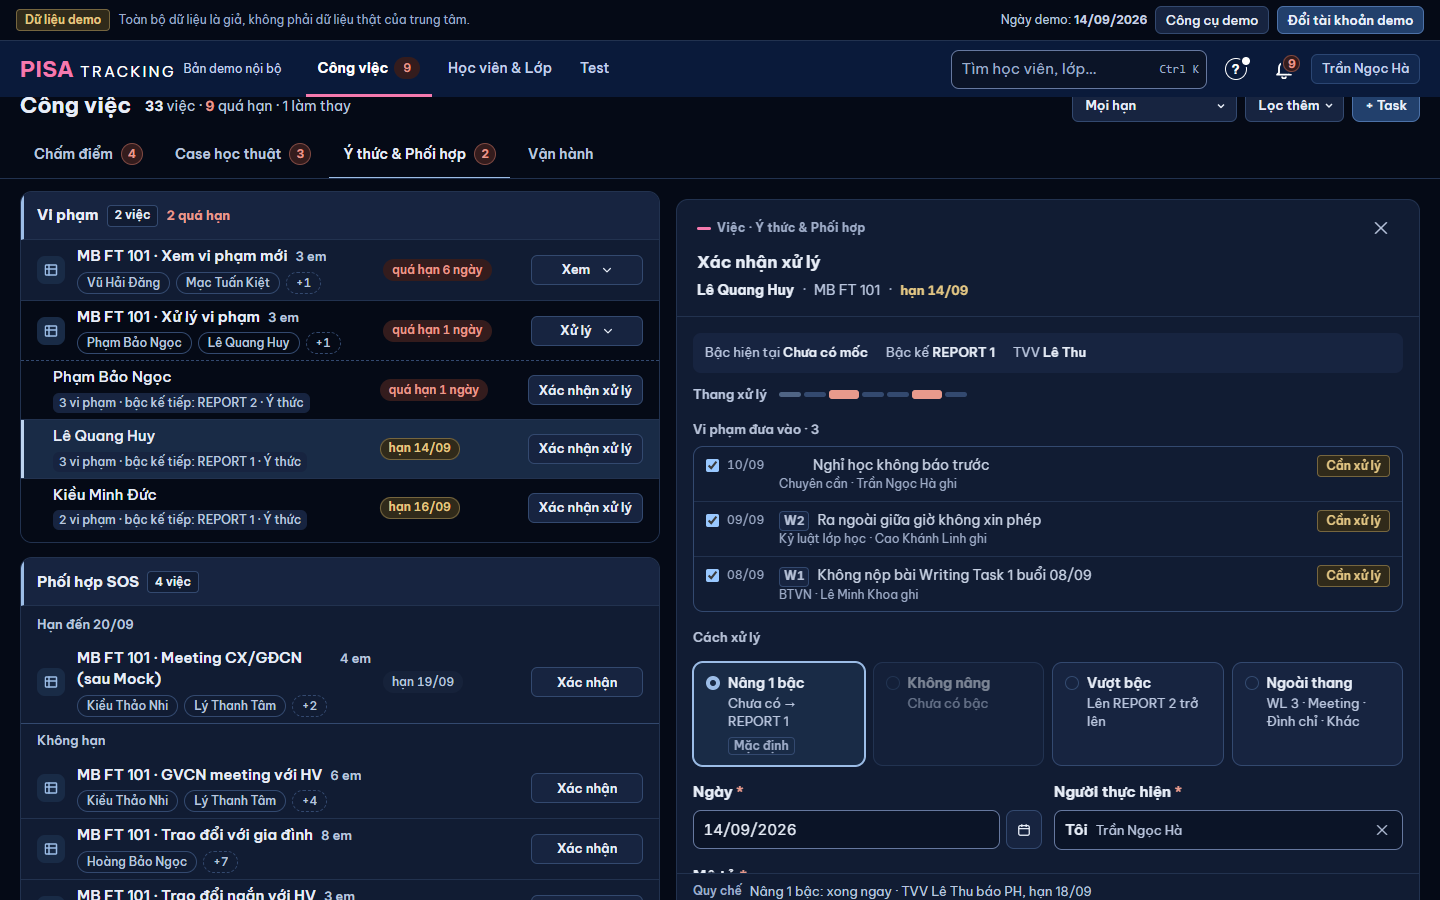 Dữ liệu demo Toàn bộ dữ liệu là giả, không phải dữ liệu thật của trung tâm. Ngày demo: 14/09/2026 Công cụ demo Đổi tài khoản demo
PISA TRACKING Bản demo nội bộ Công việc 9 Học viên & Lớp Test Tìm học viên, lớp... Ctrl K ? 9 Trần Ngọc Hà
Công việc 33 việc · 9 quá hạn · 1 làm thay Mọi hạn Lọc thêm + Task
Chấm điểm 4 Case học thuật 3 Ý thức & Phối hợp 2 Vận hành
Vi phạm 2 việc 2 quá hạn
MB FT 101 · Xem vi phạm mới 3 em
Vũ Hải Đăng Mạc Tuấn Kiệt +1
quá hạn 6 ngày
Xem
MB FT 101 · Xử lý vi phạm 3 em
Phạm Bảo Ngọc Lê Quang Huy +1
quá hạn 1 ngày
Xử lý
Phạm Bảo Ngọc
3 vi phạm · bậc kế tiếp: REPORT 2 · Ý thức
quá hạn 1 ngày
Xác nhận xử lý
Lê Quang Huy
3 vi phạm · bậc kế tiếp: REPORT 1 · Ý thức
hạn 14/09
Xác nhận xử lý
Kiều Minh Đức
2 vi phạm · bậc kế tiếp: REPORT 1 · Ý thức
hạn 16/09
Xác nhận xử lý
Phối hợp SOS 4 việc
Hạn đến 20/09
MB FT 101 · Meeting CX/GĐCN 4 em
(sau Mock)
Kiều Thảo Nhi Lý Thanh Tâm +2
hạn 19/09
Xác nhận
Không hạn
MB FT 101 · GVCN meeting với HV 6 em
Kiều Thảo Nhi Lý Thanh Tâm +4
Xác nhận
MB FT 101 · Trao đổi với gia đình 8 em
Hoàng Bảo Ngọc +7
Xác nhận
MB FT 101 · Trao đổi ngắn với HV 3 em
Việc · Ý thức & Phối hợp
Xác nhận xử lý
Lê Quang Huy · MB FT 101 · hạn 14/09
Bậc hiện tại Chưa có mốc Bậc kế REPORT 1 TVV Lê Thu
Thang xử lý
Vi phạm đưa vào · 3
10/09 Nghỉ học không báo trước Cần xử lý
Chuyên cần · Trần Ngọc Hà ghi
09/09 W2 Ra ngoài giữa giờ không xin phép Cần xử lý
Kỷ luật lớp học · Cao Khánh Linh ghi
08/09 W1 Không nộp bài Writing Task 1 buổi 08/09 Cần xử lý
BTVN · Lê Minh Khoa ghi
Cách xử lý
Nâng 1 bậc
Chưa có →
REPORT 1
Mặc định
Không nâng
Chưa có bậc
Vượt bậc
Lên REPORT 2 trở
lên
Ngoài thang
WL 3 · Meeting ·
Đình chỉ · Khác
Ngày * Người thực hiện *
14/09/2026 Tôi Trần Ngọc Hà
Mô tả *
Quy chế Nâng 1 bậc: xong ngay · TVV Lê Thu báo PH, hạn 18/09